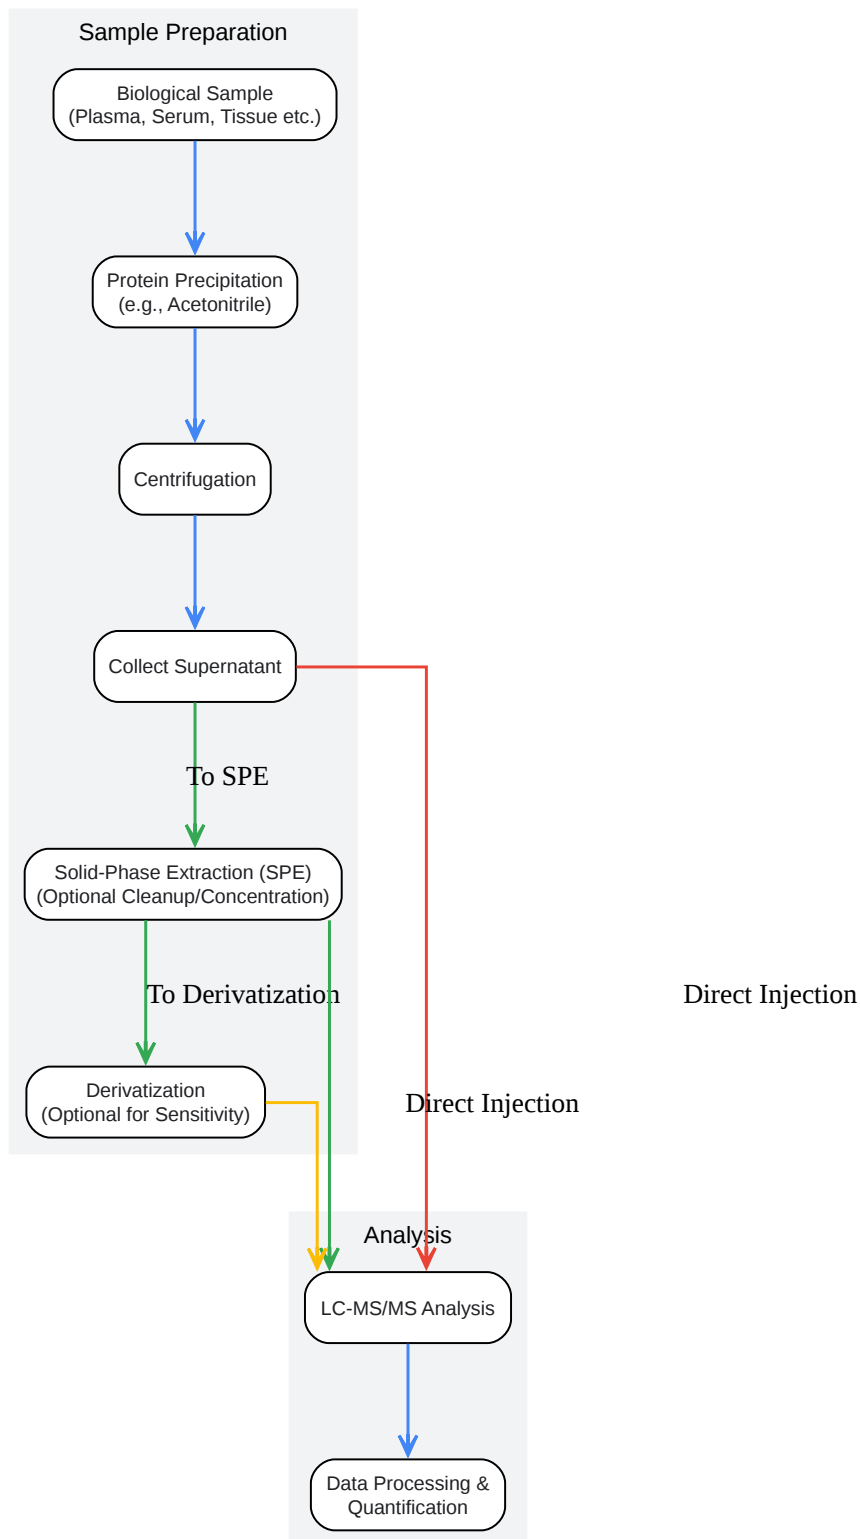 Sample Preparation
Biological Sample
(Plasma, Serum, Tissue etc.)
Protein Precipitation
(e.g., Acetonitrile)
Centrifugation
Collect Supernatant
To SPE
Solid-Phase Extraction (SPE)
(Optional Cleanup/Concentration)
To Derivatization
Direct Injection
Derivatization
(Optional for Sensitivity)
Direct Injection
Analysis
LC-MS/MS Analysis
Data Processing &
Quantification